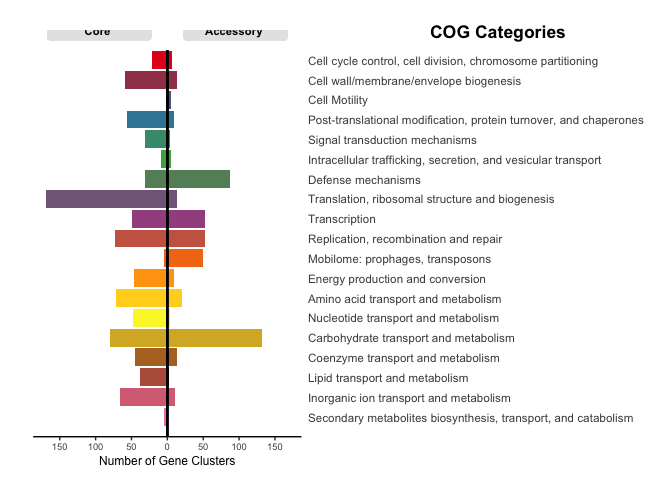 Core Accessory
COG Categories
Cell cycle control, cell division, chromosome partitioning
Cell wall/membrane/envelope biogenesis
Cell Motility
Post-translational modification, protein turnover, and chaperones
Signal transduction mechanisms
Intracellular trafficking, secretion, and vesicular transport
Defense mechanisms
Translation, ribosomal structure and biogenesis
Transcription
Replication, recombination and repair
Mobilome: prophages, transposons
Energy production and conversion
Amino acid transport and metabolism
Nucleotide transport and metabolism
Carbohydrate transport and metabolism
Coenzyme transport and metabolism
Lipid transport and metabolism
Inorganic ion transport and metabolism
Secondary metabolites biosynthesis, transport, and catabolism
150 100 50 0 50 100 150
Number of Gene Clusters